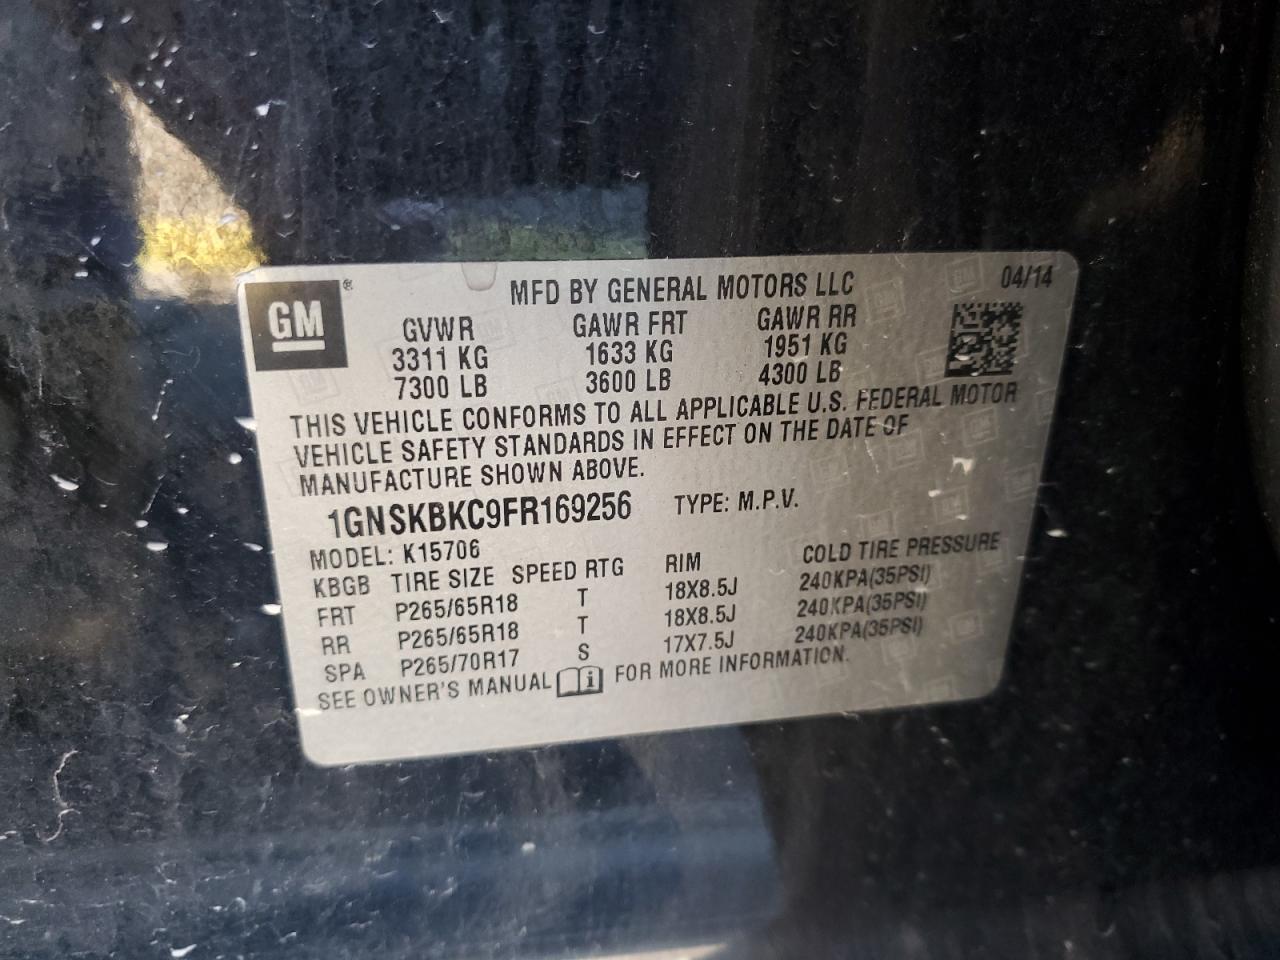 GM ®
MFD BY GENERAL MOTORS LLC 04/14
GVWR GAWR FRT GAWR RR
3311 KG 1633 KG 1951 KG
7300 LB 3600 LB 4300 LB
THIS VEHICLE CONFORMS TO ALL APPLICABLE U.S. FEDERAL MOTOR
VEHICLE SAFETY STANDARDS IN EFFECT ON THE DATE OF
MANUFACTURE SHOWN ABOVE.
1GNSKBKC9FR169256 TYPE: M.P.V.
MODEL: K15706
KBGB TIRE SIZE SPEED RTG RIM COLD TIRE PRESSURE
FRT P265/65R18 T 18X8.5J 240KPA(35PSI)
RR P265/65R18 T 18X8.5J 240KPA(35PSI)
SPA P265/70R17 S 17X7.5J 240KPA(35PSI)
SEE OWNER'S MANUAL i FOR MORE INFORMATION.